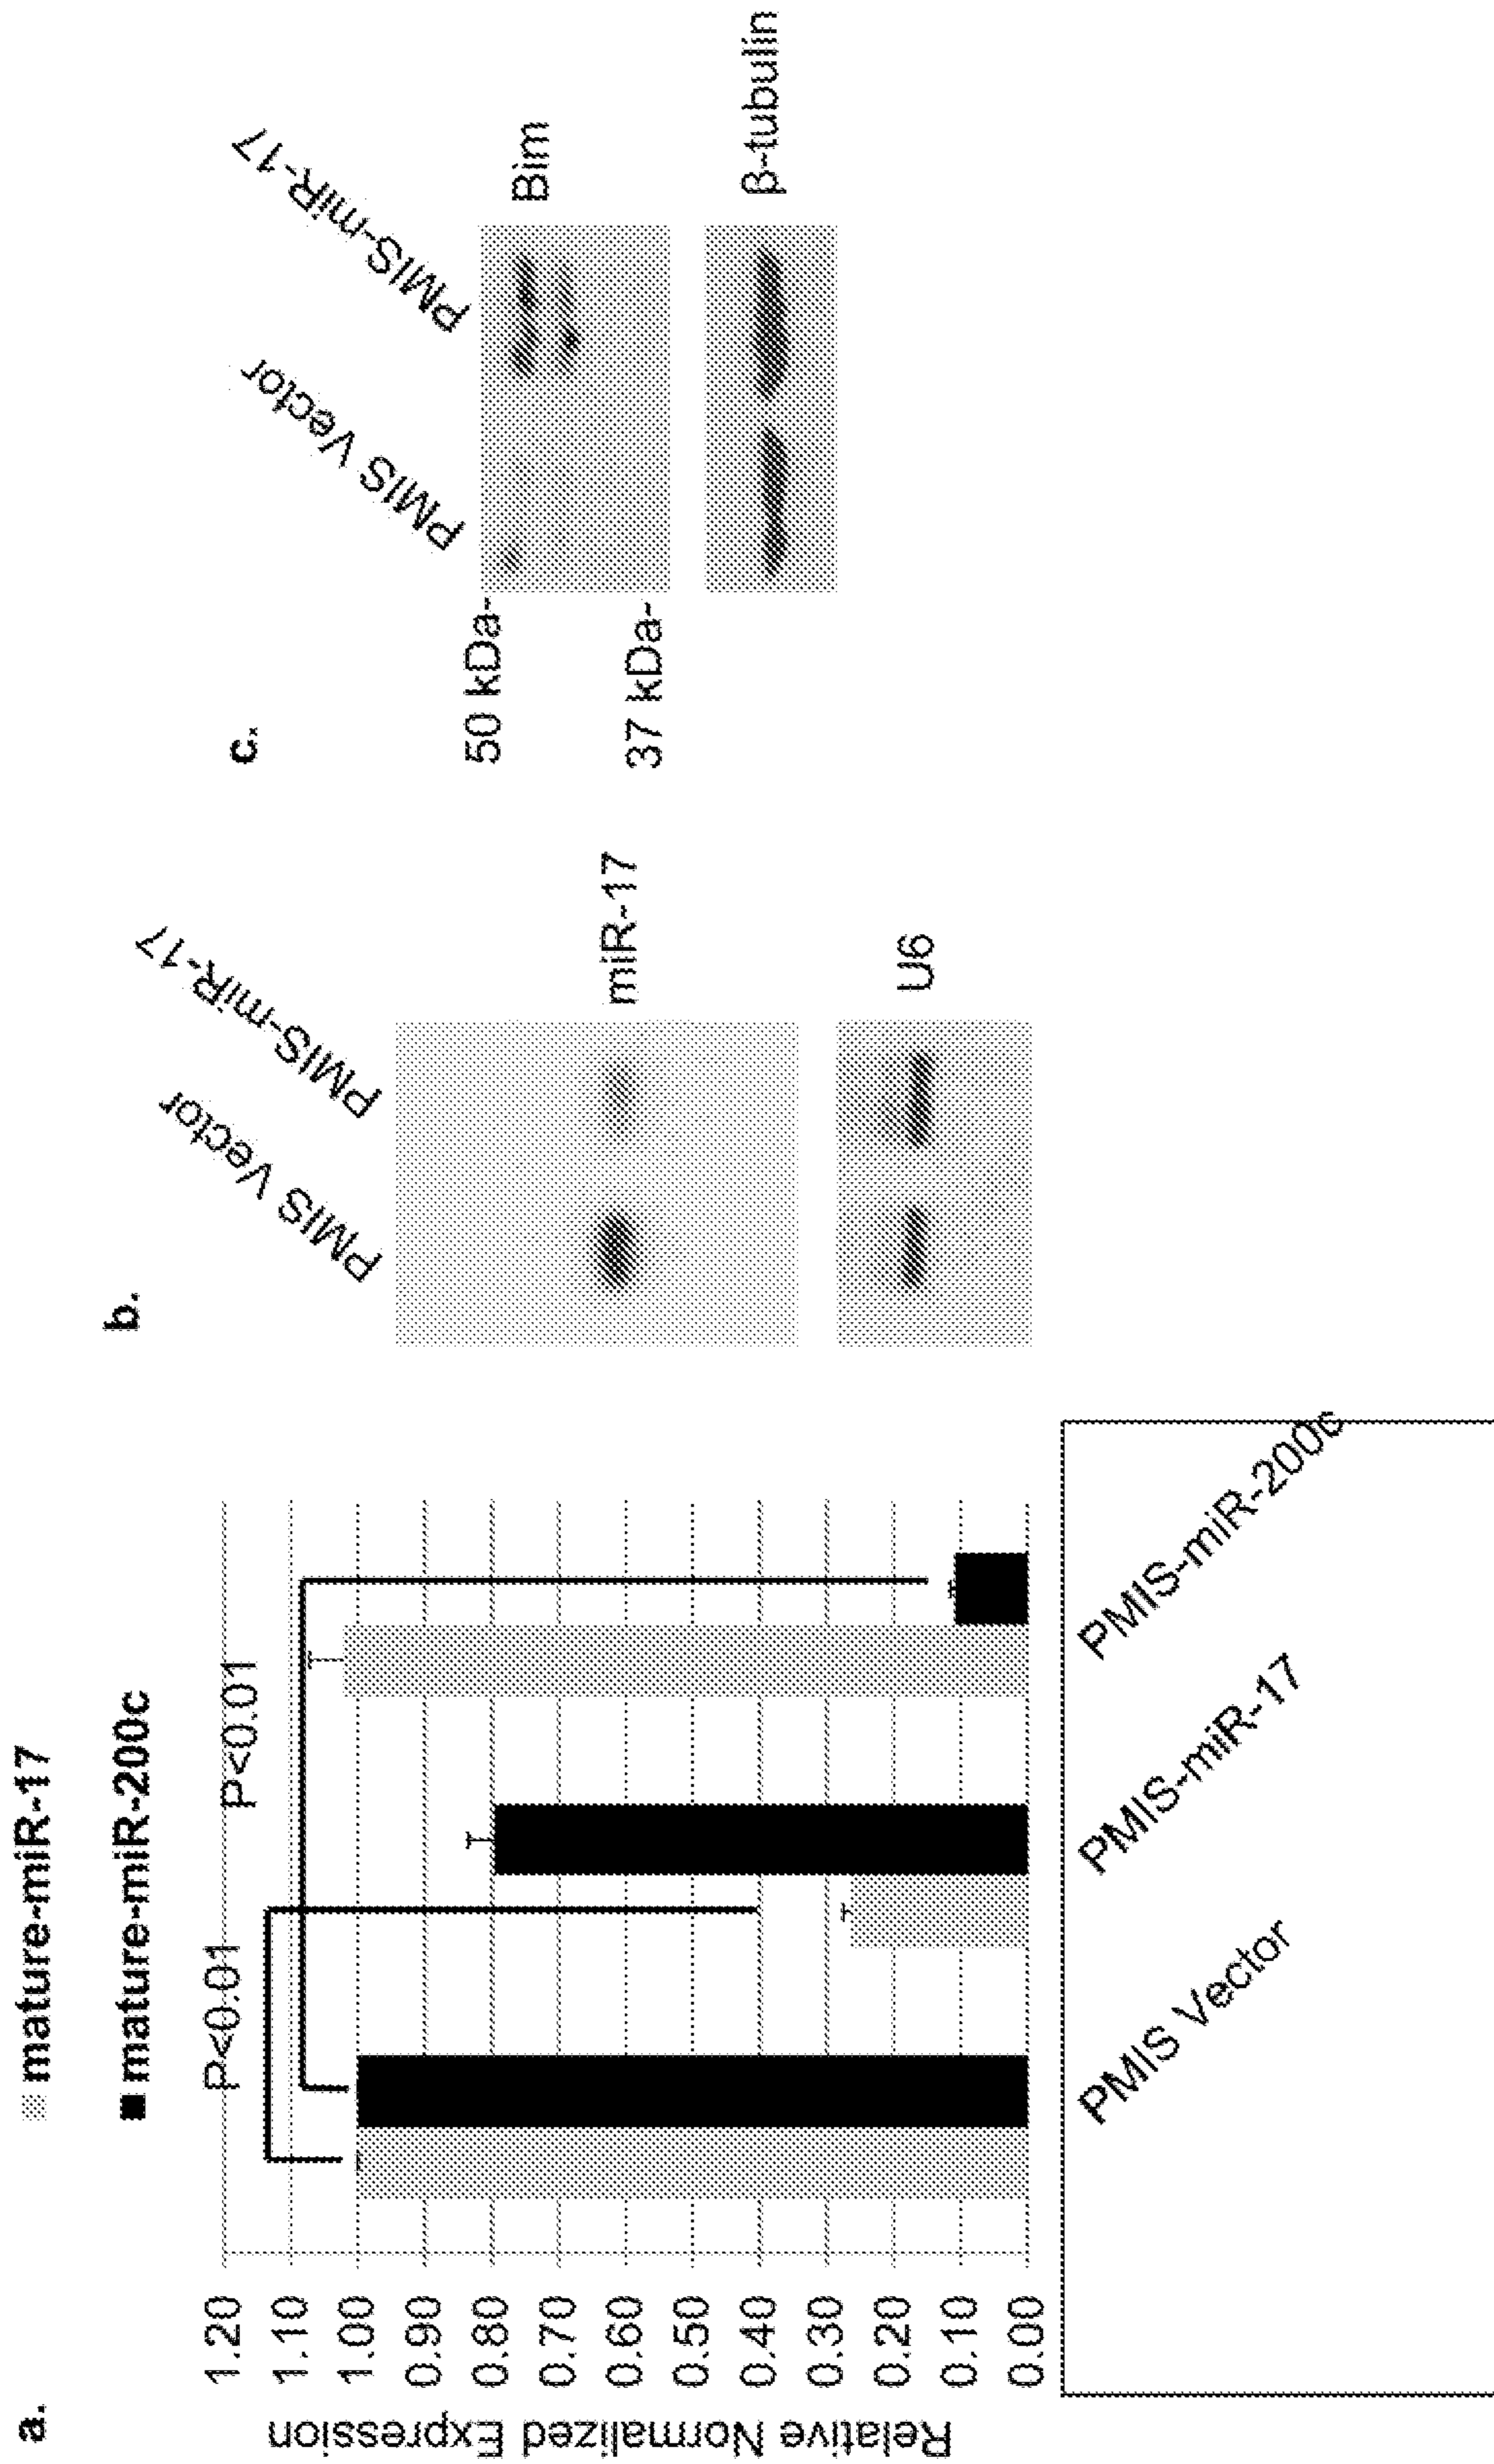 a.
mature-miR-17
mature-miR-200c
Relative Normalized Expression
1.20
1.10
1.00
0.90
0.80
0.70
0.60
0.50
0.40
0.30
0.20
0.10
0.00
P<0.01
P<0.01
PMIS Vector
PMIS-miR-17
PMIS-miR-200c
b.
PMIS Vector
PMIS-miR-17
miR-17
U6
c.
PMIS Vector
PMIS-miR-17
50 kDa-
37 kDa-
Bim
β-tubulin